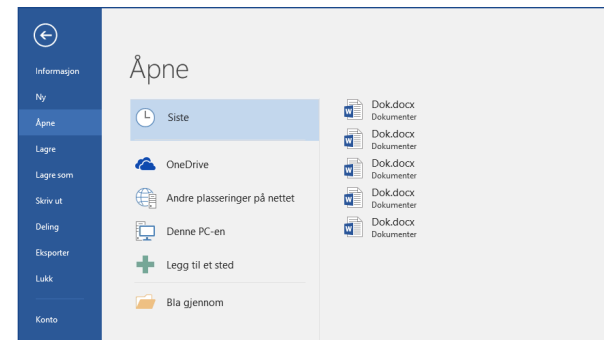 Informasjon
Ny
Åpne
Lagre
Lagre som
Skriv ut
Deling
Eksporter
Lukk
Konto
Åpne
Siste
OneDrive
Andre plasseringer på nettet
Denne PC-en
Legg til et sted
Bla gjennom
Dok.docx
Dokumenter
Dok.docx
Dokumenter
Dok.docx
Dokumenter
Dok.docx
Dokumenter
Dok.docx
Dokumenter